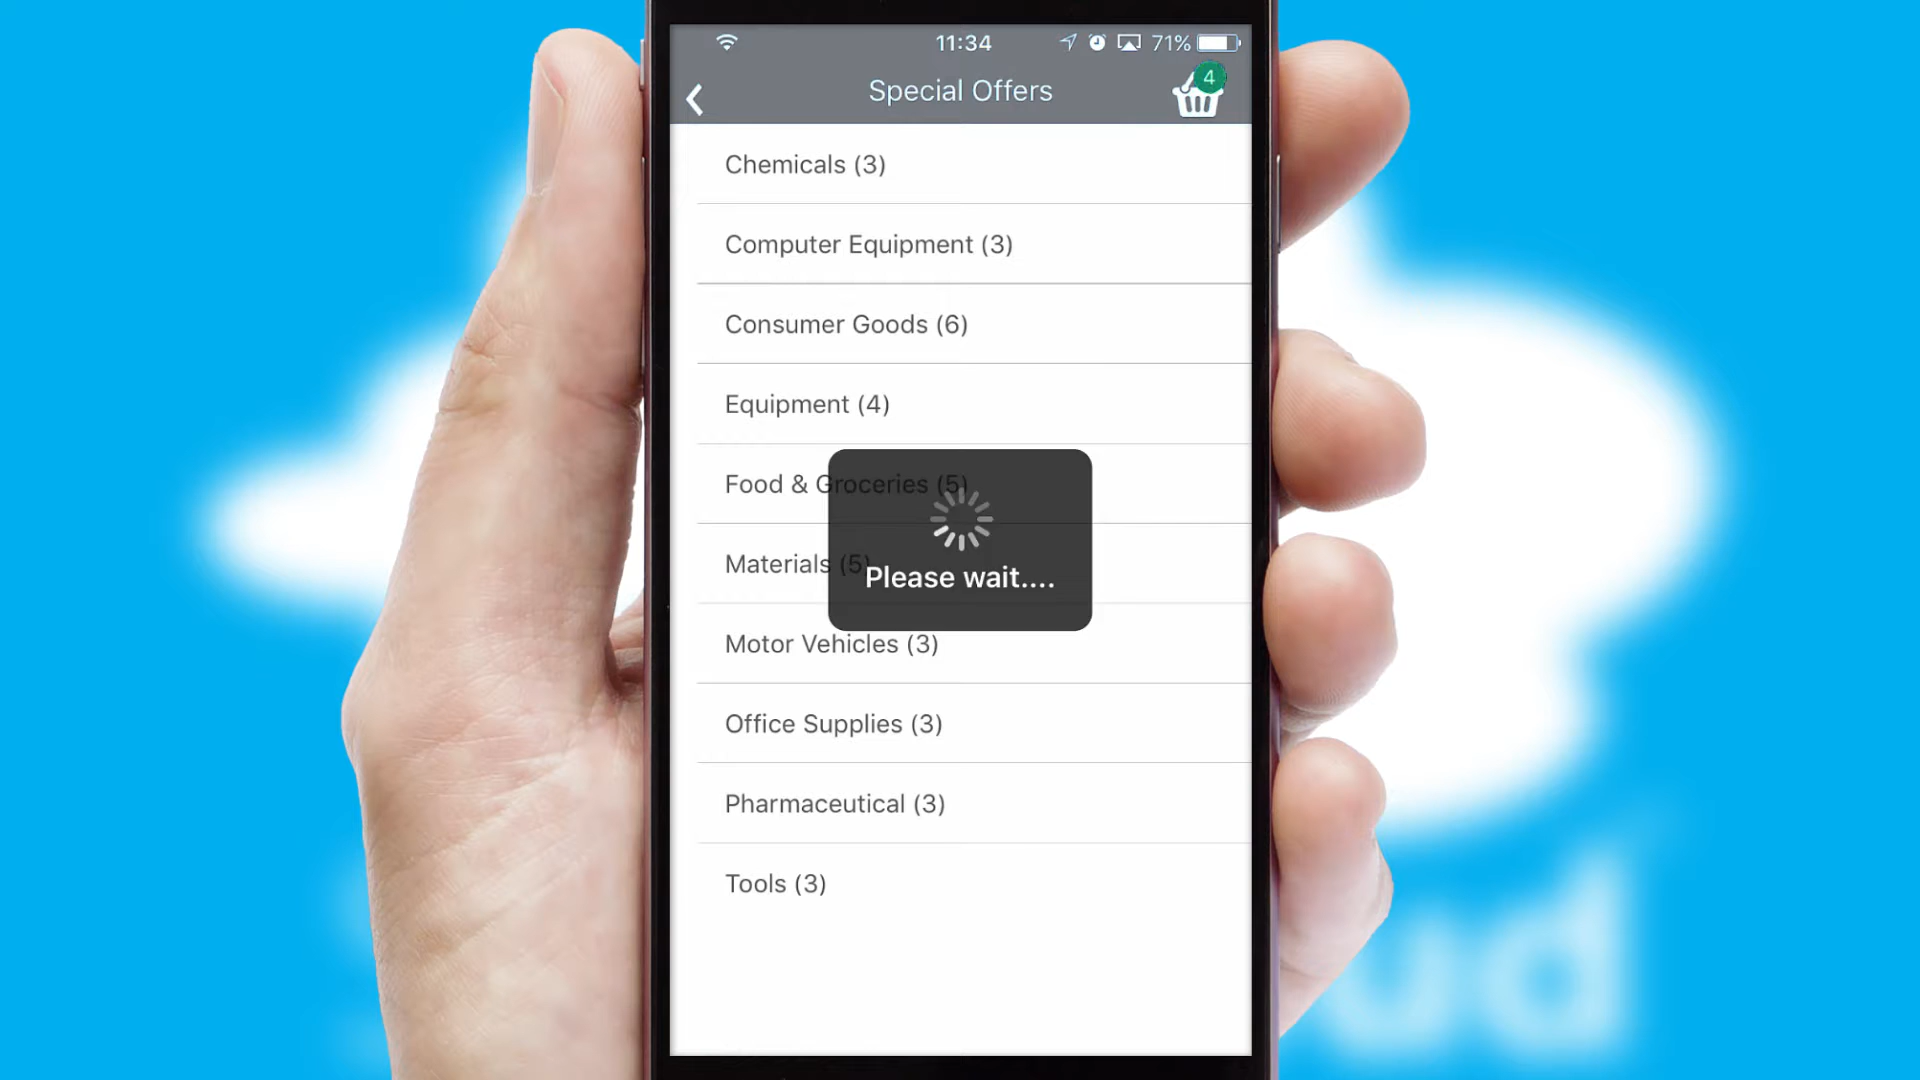 11:34
71%
Special Offers
4
Chemicals (3)
Computer Equipment (3)
Consumer Goods (6)
Equipment (4)
Food & Groceries (5)
Materials (5)
Please wait....
Motor Vehicles (3)
Office Supplies (3)
Pharmaceutical (3)
Tools (3)
ud